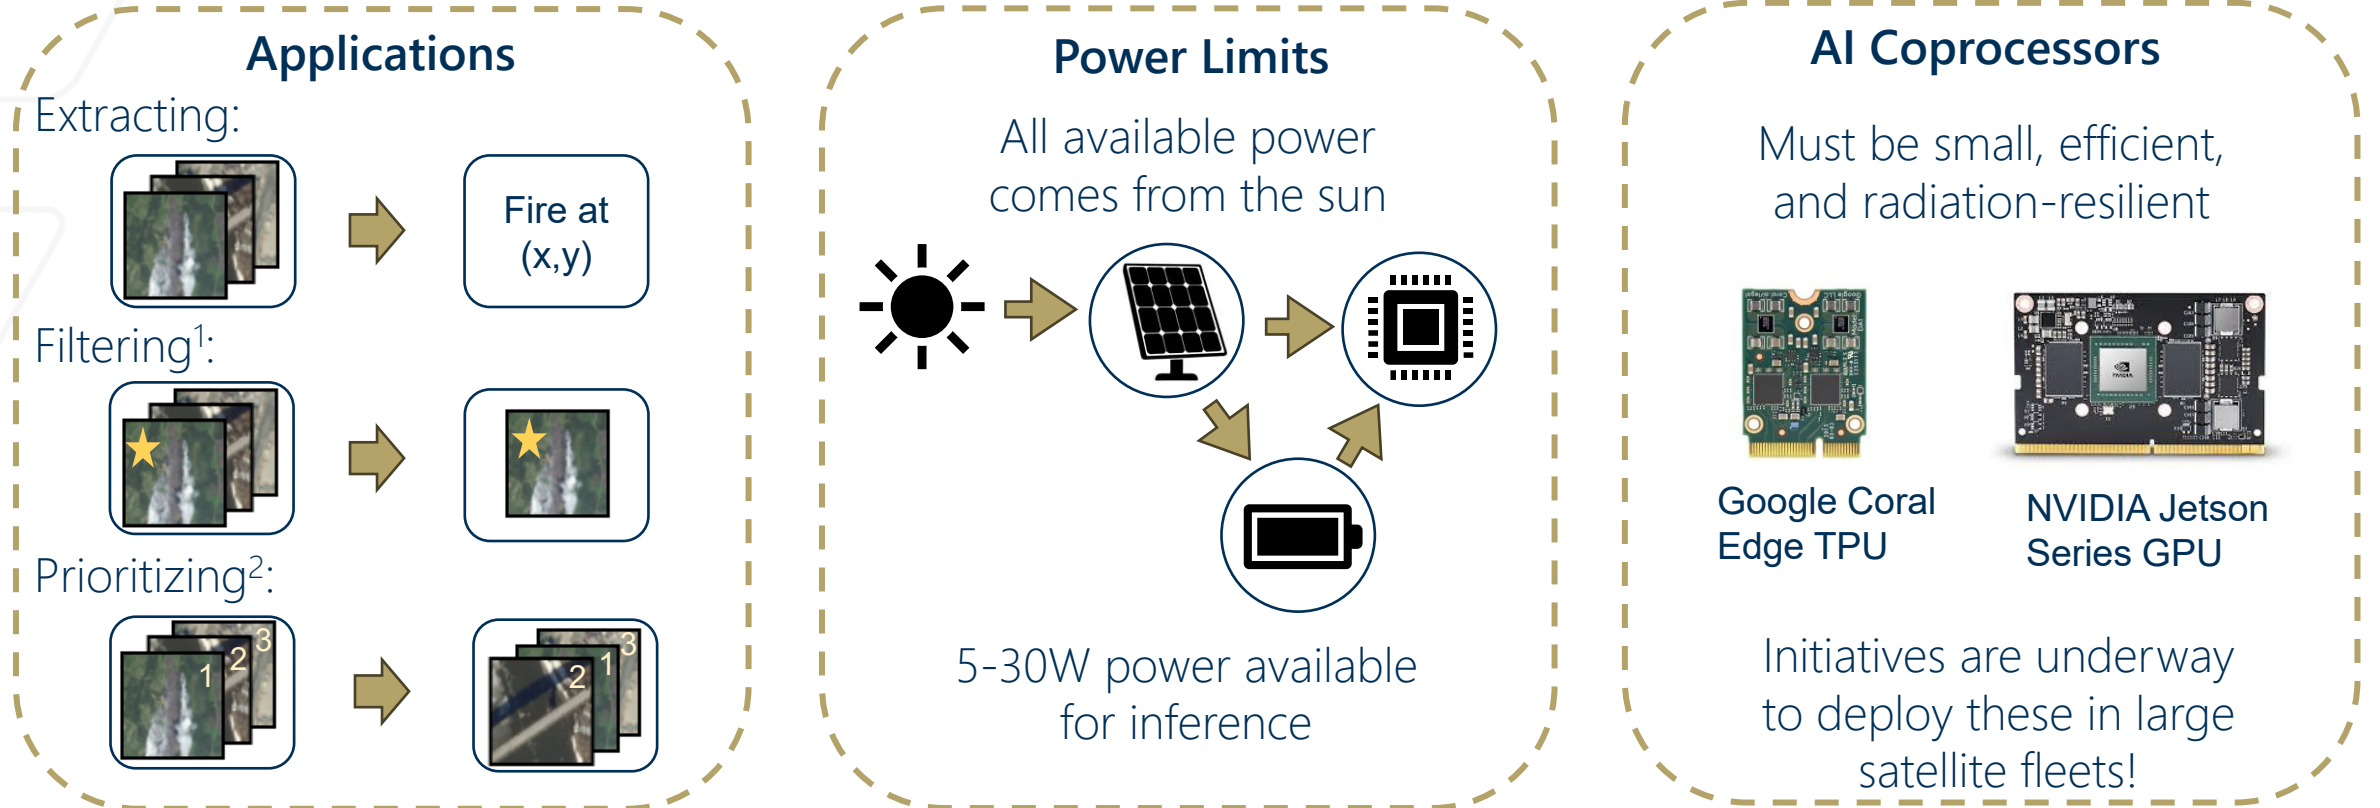 Applications
Extracting:
Fire at
(x,y)
Filtering¹:
Prioritizing²:
1
2
3
2
1
3
Power Limits
All available power
comes from the sun
5-30W power available
for inference
AI Coprocessors
Must be small, efficient,
and radiation-resilient
NVIDIA
Google Coral
Edge TPU
NVIDIA Jetson
Series GPU
Initiatives are underway
to deploy these in large
satellite fleets!